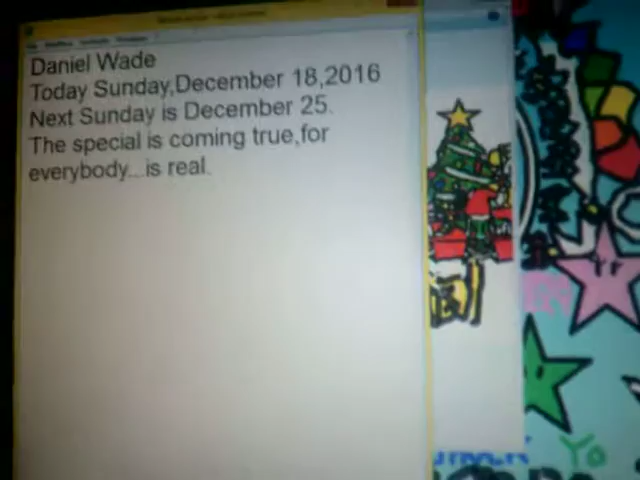 Daniel Wade
Today Sunday,December 18,2016
Next Sunday is December 25.
The special is coming true,for
everybody...is real.
Yo